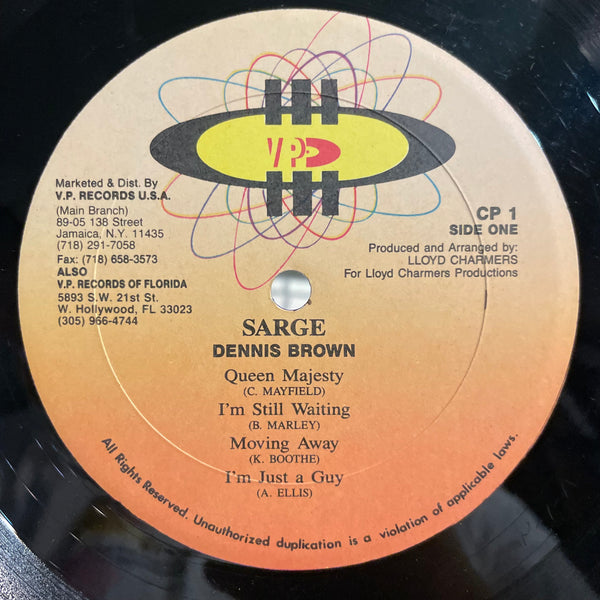 VP
Marketed & Dist. By
V.P. RECORDS U.S.A.
(Main Branch)
89-05 138 Street
Jamaica, N.Y. 11435
(718) 291-7058
Fax: (718) 658-3573
ALSO
V.P. RECORDS OF FLORIDA
5893 S.W. 21st St.
W. Hollywood, FL 33023
(305) 966-4744
CP 1
SIDE ONE
Produced and Arranged by:
LLOYD CHARMERS
For Lloyd Charmers Productions
SARGE
DENNIS BROWN
Queen Majesty
(C. MAYFIELD)
I'm Still Waiting
(B. MARLEY)
Moving Away
(K. BOOTHE)
I'm Just a Guy
(A. ELLIS)
All Rights Reserved. Unauthorized duplication is a violation of applicable laws.